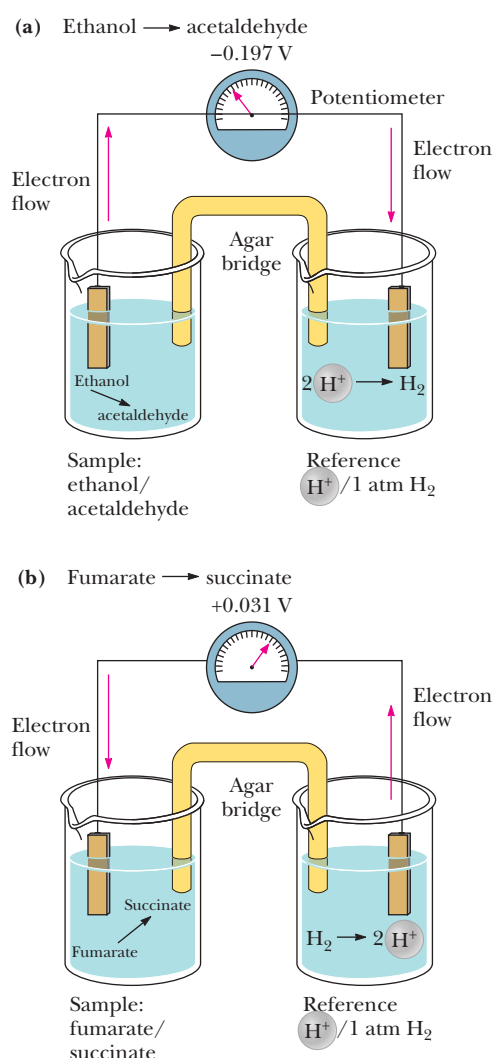 (a) Ethanol ⟶ acetaldehyde
–0.197 V
Potentiometer
Electron
flow
Electron
flow
Agar
bridge
Ethanol
acetaldehyde
2 H⁺ ⟶ H₂
Sample:
ethanol/
acetaldehyde
Reference
H⁺/1 atm H₂
(b) Fumarate ⟶ succinate
+0.031 V
Electron
flow
Electron
flow
Agar
bridge
Succinate
Fumarate
H₂ ⟶ 2 H⁺
Sample:
fumarate/
succinate
Reference
H⁺/1 atm H₂